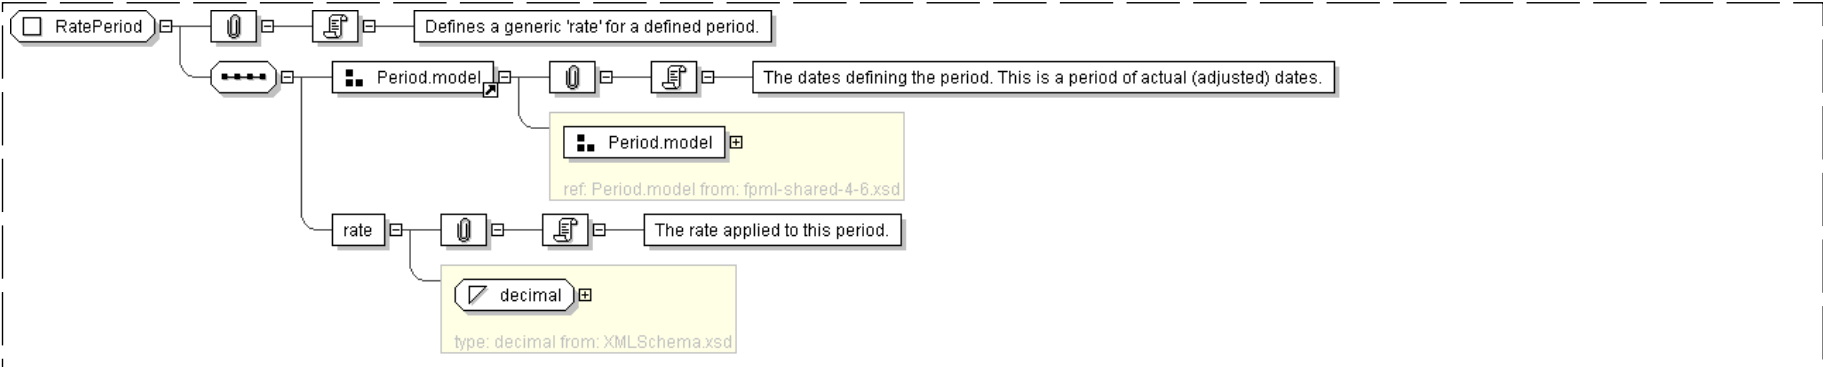 RatePeriod
Defines a generic 'rate' for a defined period.
Period.model
The dates defining the period. This is a period of actual (adjusted) dates.
Period.model
ref: Period.model from: fpml-shared-4-6.xsd
rate
The rate applied to this period.
decimal
type: decimal from: XMLSchema.xsd